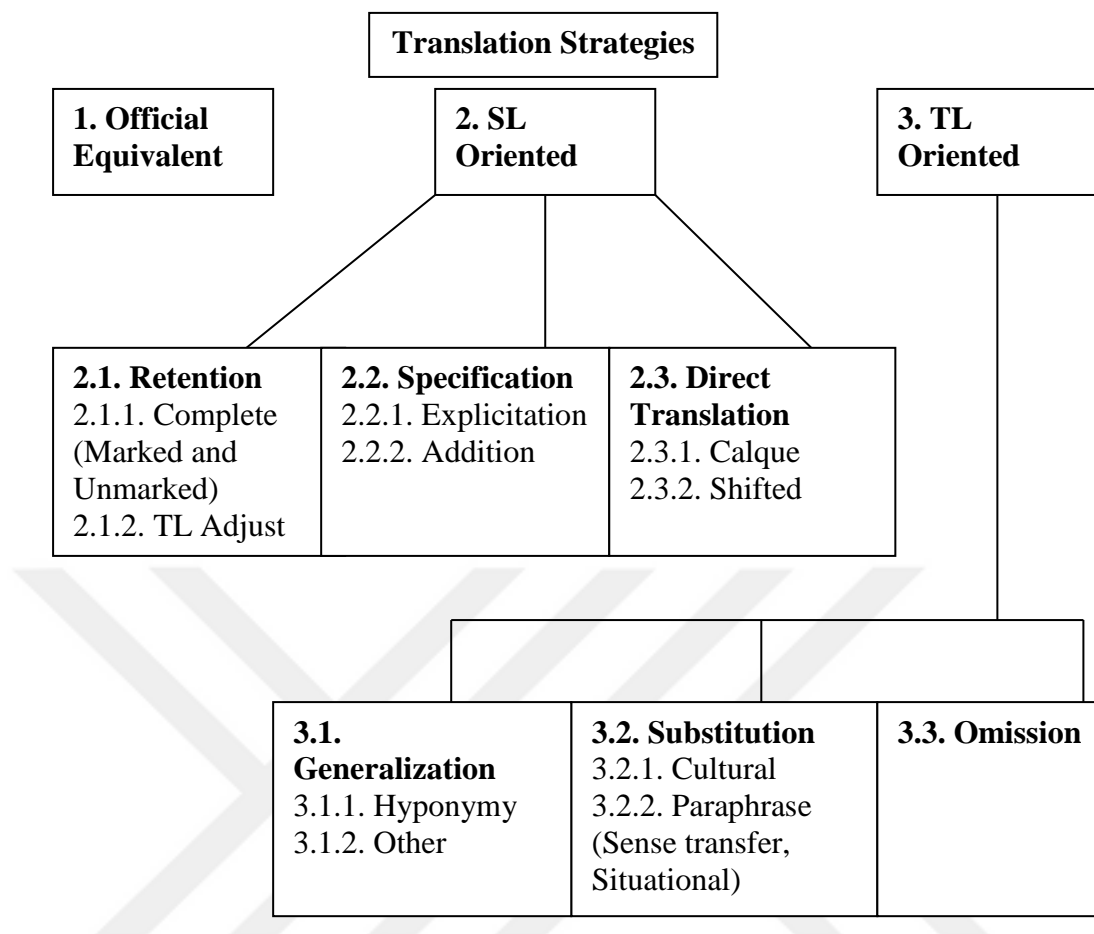 Translation Strategies
1. Official
Equivalent
2. SL
Oriented
3. TL
Oriented
2.1. Retention
2.1.1. Complete
(Marked and
Unmarked)
2.1.2. TL Adjust
2.2. Specification
2.2.1. Explicitation
2.2.2. Addition
2.3. Direct
Translation
2.3.1. Calque
2.3.2. Shifted
3.1.
Generalization
3.1.1. Hyponymy
3.1.2. Other
3.2. Substitution
3.2.1. Cultural
3.2.2. Paraphrase
(Sense transfer,
Situational)
3.3. Omission